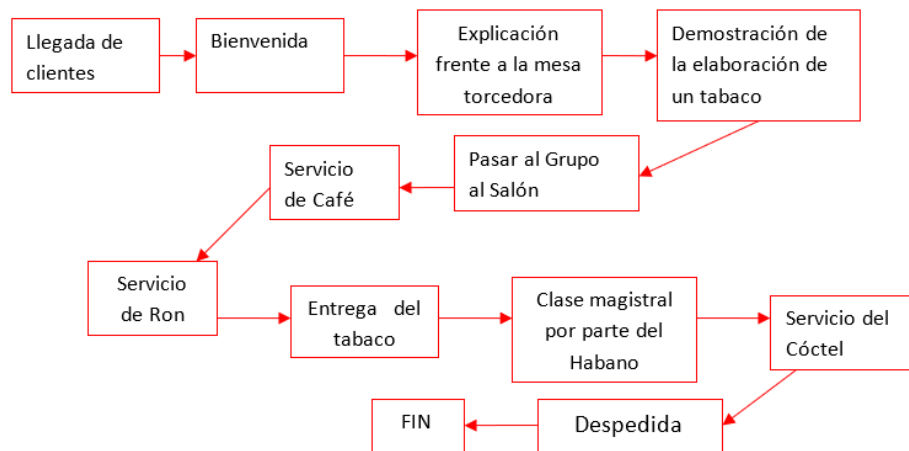 Llegada de
clientes
Bienvenida
Explicación
frente a la mesa
torcedora
Demostración de
la elaboración de
un tabaco
Pasar al Grupo
al Salón
Servicio
de Café
Servicio
de Ron
Entrega del
tabaco
Clase magistral
por parte del
Habano
Servicio del
Cóctel
Despedida
FIN